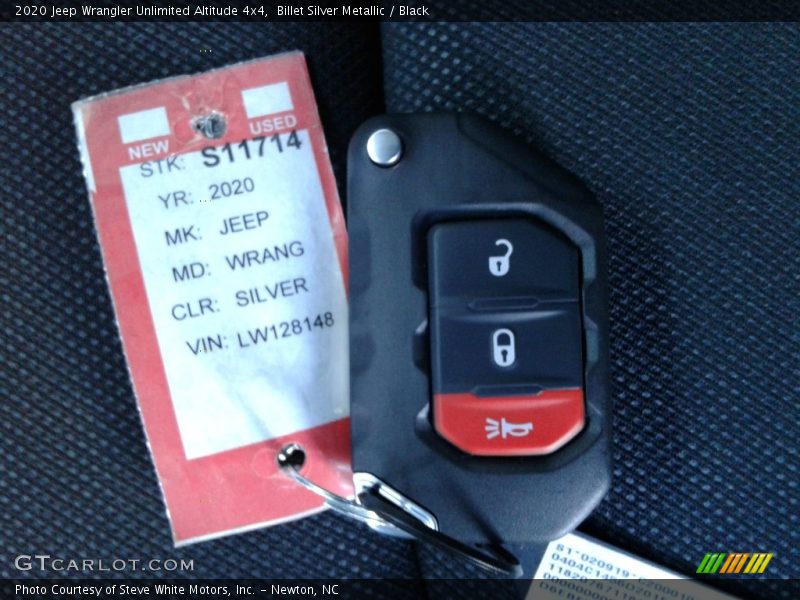 2020 Jeep Wrangler Unlimited Altitude 4x4,  Billet Silver Metallic / Black
NEW USED
STK: S11714
YR: 2020
MK: JEEP
MD: WRANG
CLR: SILVER
VIN: LW128148
GTCARLOT.COM
Photo Courtesy of Steve White Motors, Inc. – Newton, NC